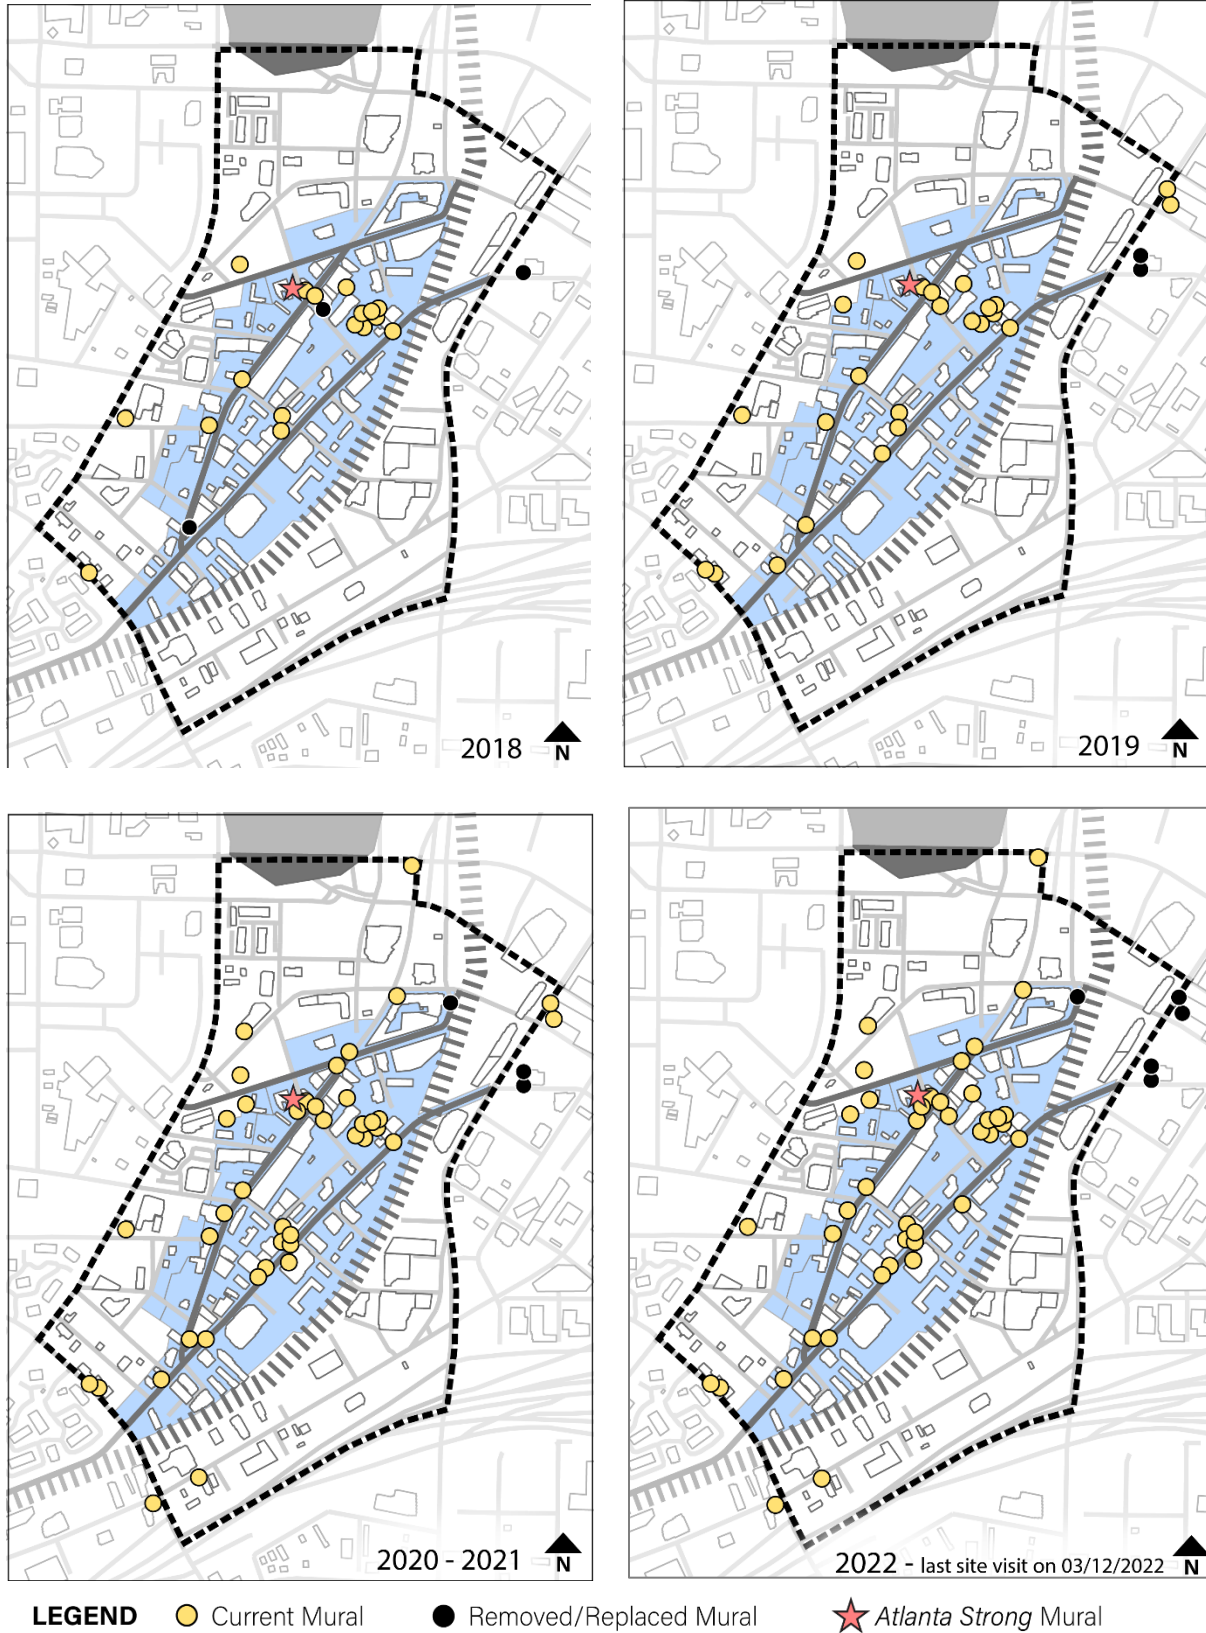 2018
N
2019
N
2020 - 2021
N
2022 - last site visit on 03/12/2022
N
LEGEND Current Mural Removed/Replaced Mural Atlanta Strong Mural